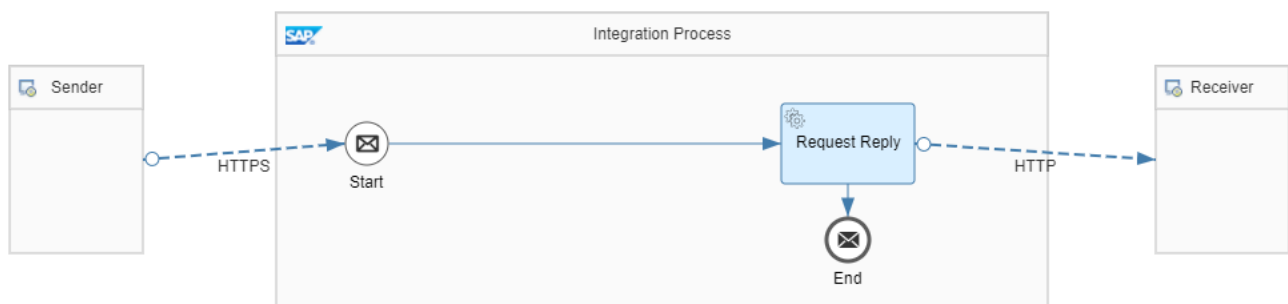 SAP
Integration Process
Sender
Receiver
Request Reply
HTTPS
HTTP
Start
End